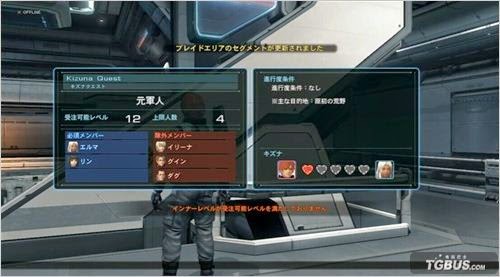 OFFLINE
ブレイドエリアのセグメントが更新されました
Kizuna Quest
キズナクエスト
元軍人
受注可能レベル 12 上限人数 4
必須メンバー
エルマ
リン
除外メンバー
イリーナ
グイン
ダグ
進行度条件
進行度条件：なし
※主な目的地：原初の荒野
キズナ
インナーレベルが受注可能レベルを満たしておりません
电玩巴士
TGBUS.COM